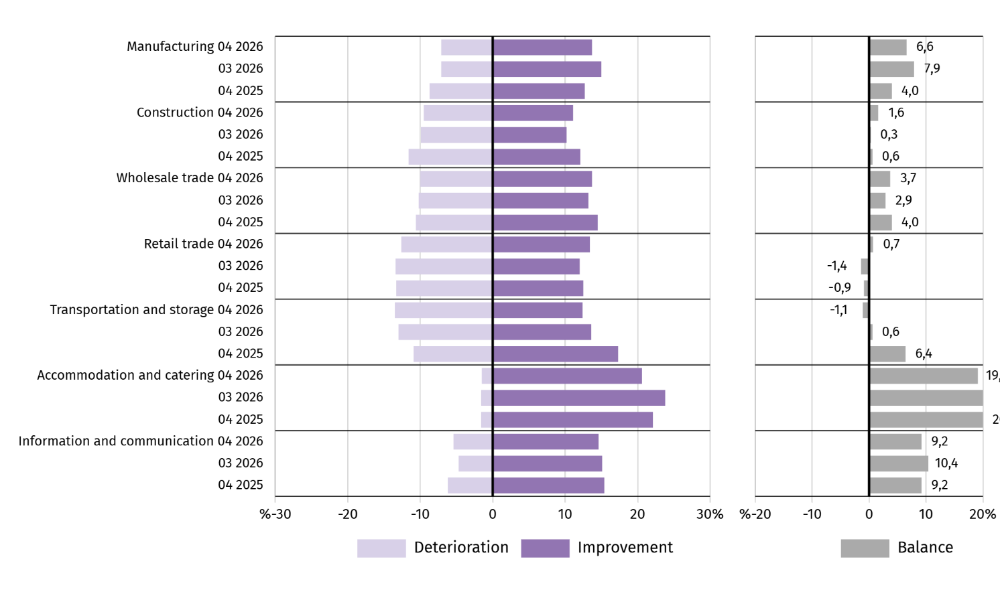 Manufacturing 04 2026 6,6
03 2026 7,9
04 2025 4,0
Construction 04 2026 1,6
03 2026 0,3
04 2025 0,6
Wholesale trade 04 2026 3,7
03 2026 2,9
04 2025 4,0
Retail trade 04 2026 0,7
03 2026 -1,4
04 2025 -0,9
Transportation and storage 04 2026 -1,1
03 2026 0,6
04 2025 6,4
Accommodation and catering 04 2026
03 2026
04 2025
Information and communication 04 2026 9,2
03 2026 10,4
04 2025 9,2
%-30 -20 -10 0 10 20 30% %-20 -10 0 10 20%
Deterioration Improvement Balance